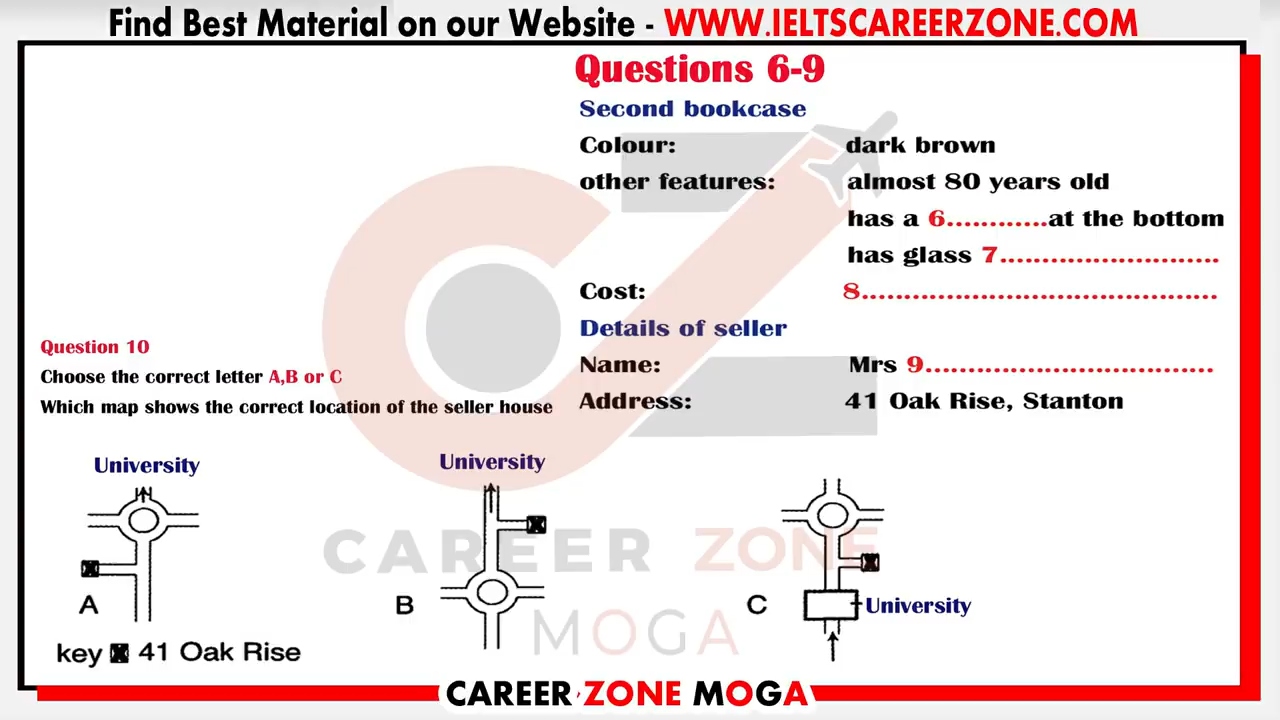 Find Best Material on our Website - WWW.IELTSCAREERZONE.COM
Questions 6-9
Second bookcase
Colour: dark brown
other features: almost 80 years old
has a 6............at the bottom
has glass 7..........................
Cost: 8..........................................
Details of seller
Name: Mrs 9..................................
Address: 41 Oak Rise, Stanton
Question 10
Choose the correct letter A,B or C
Which map shows the correct location of the seller house
University
University
A
B
C
University
key 41 Oak Rise
CAREER ZONE
MOGA
CAREER ZONE MOGA